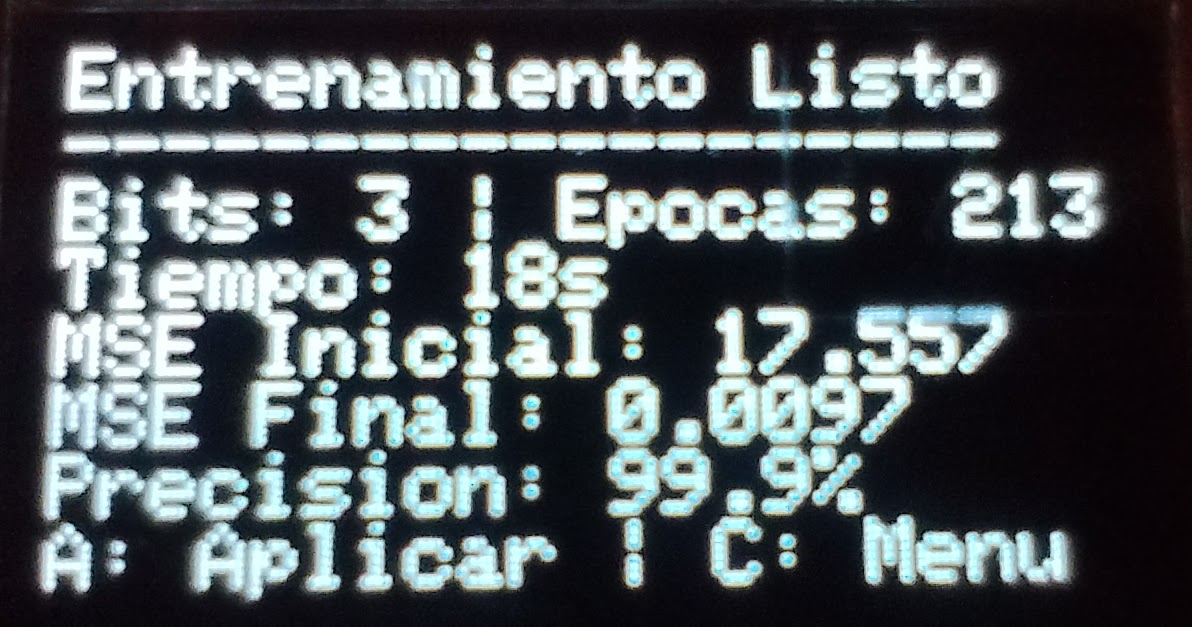 Entrenamiento Listo
-------------------
Bits: 3 | Epocas: 213
Tiempo: 18s
MSE Inicial: 17.557
MSE Final: 0.0097
Precision: 99.9%
A: Aplicar | C: Menu